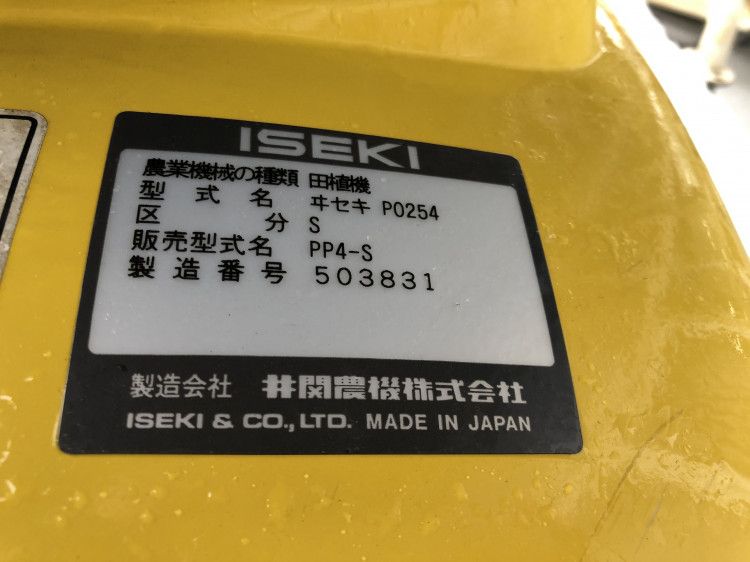 ISEKI
農業機械の種類 田植機
型式名 ヰセキ P0254
区分 S
販売型式名 PP4-S
製造番号 503831
製造会社 井関農機株式会社
ISEKI & CO.,LTD. MADE IN JAPAN